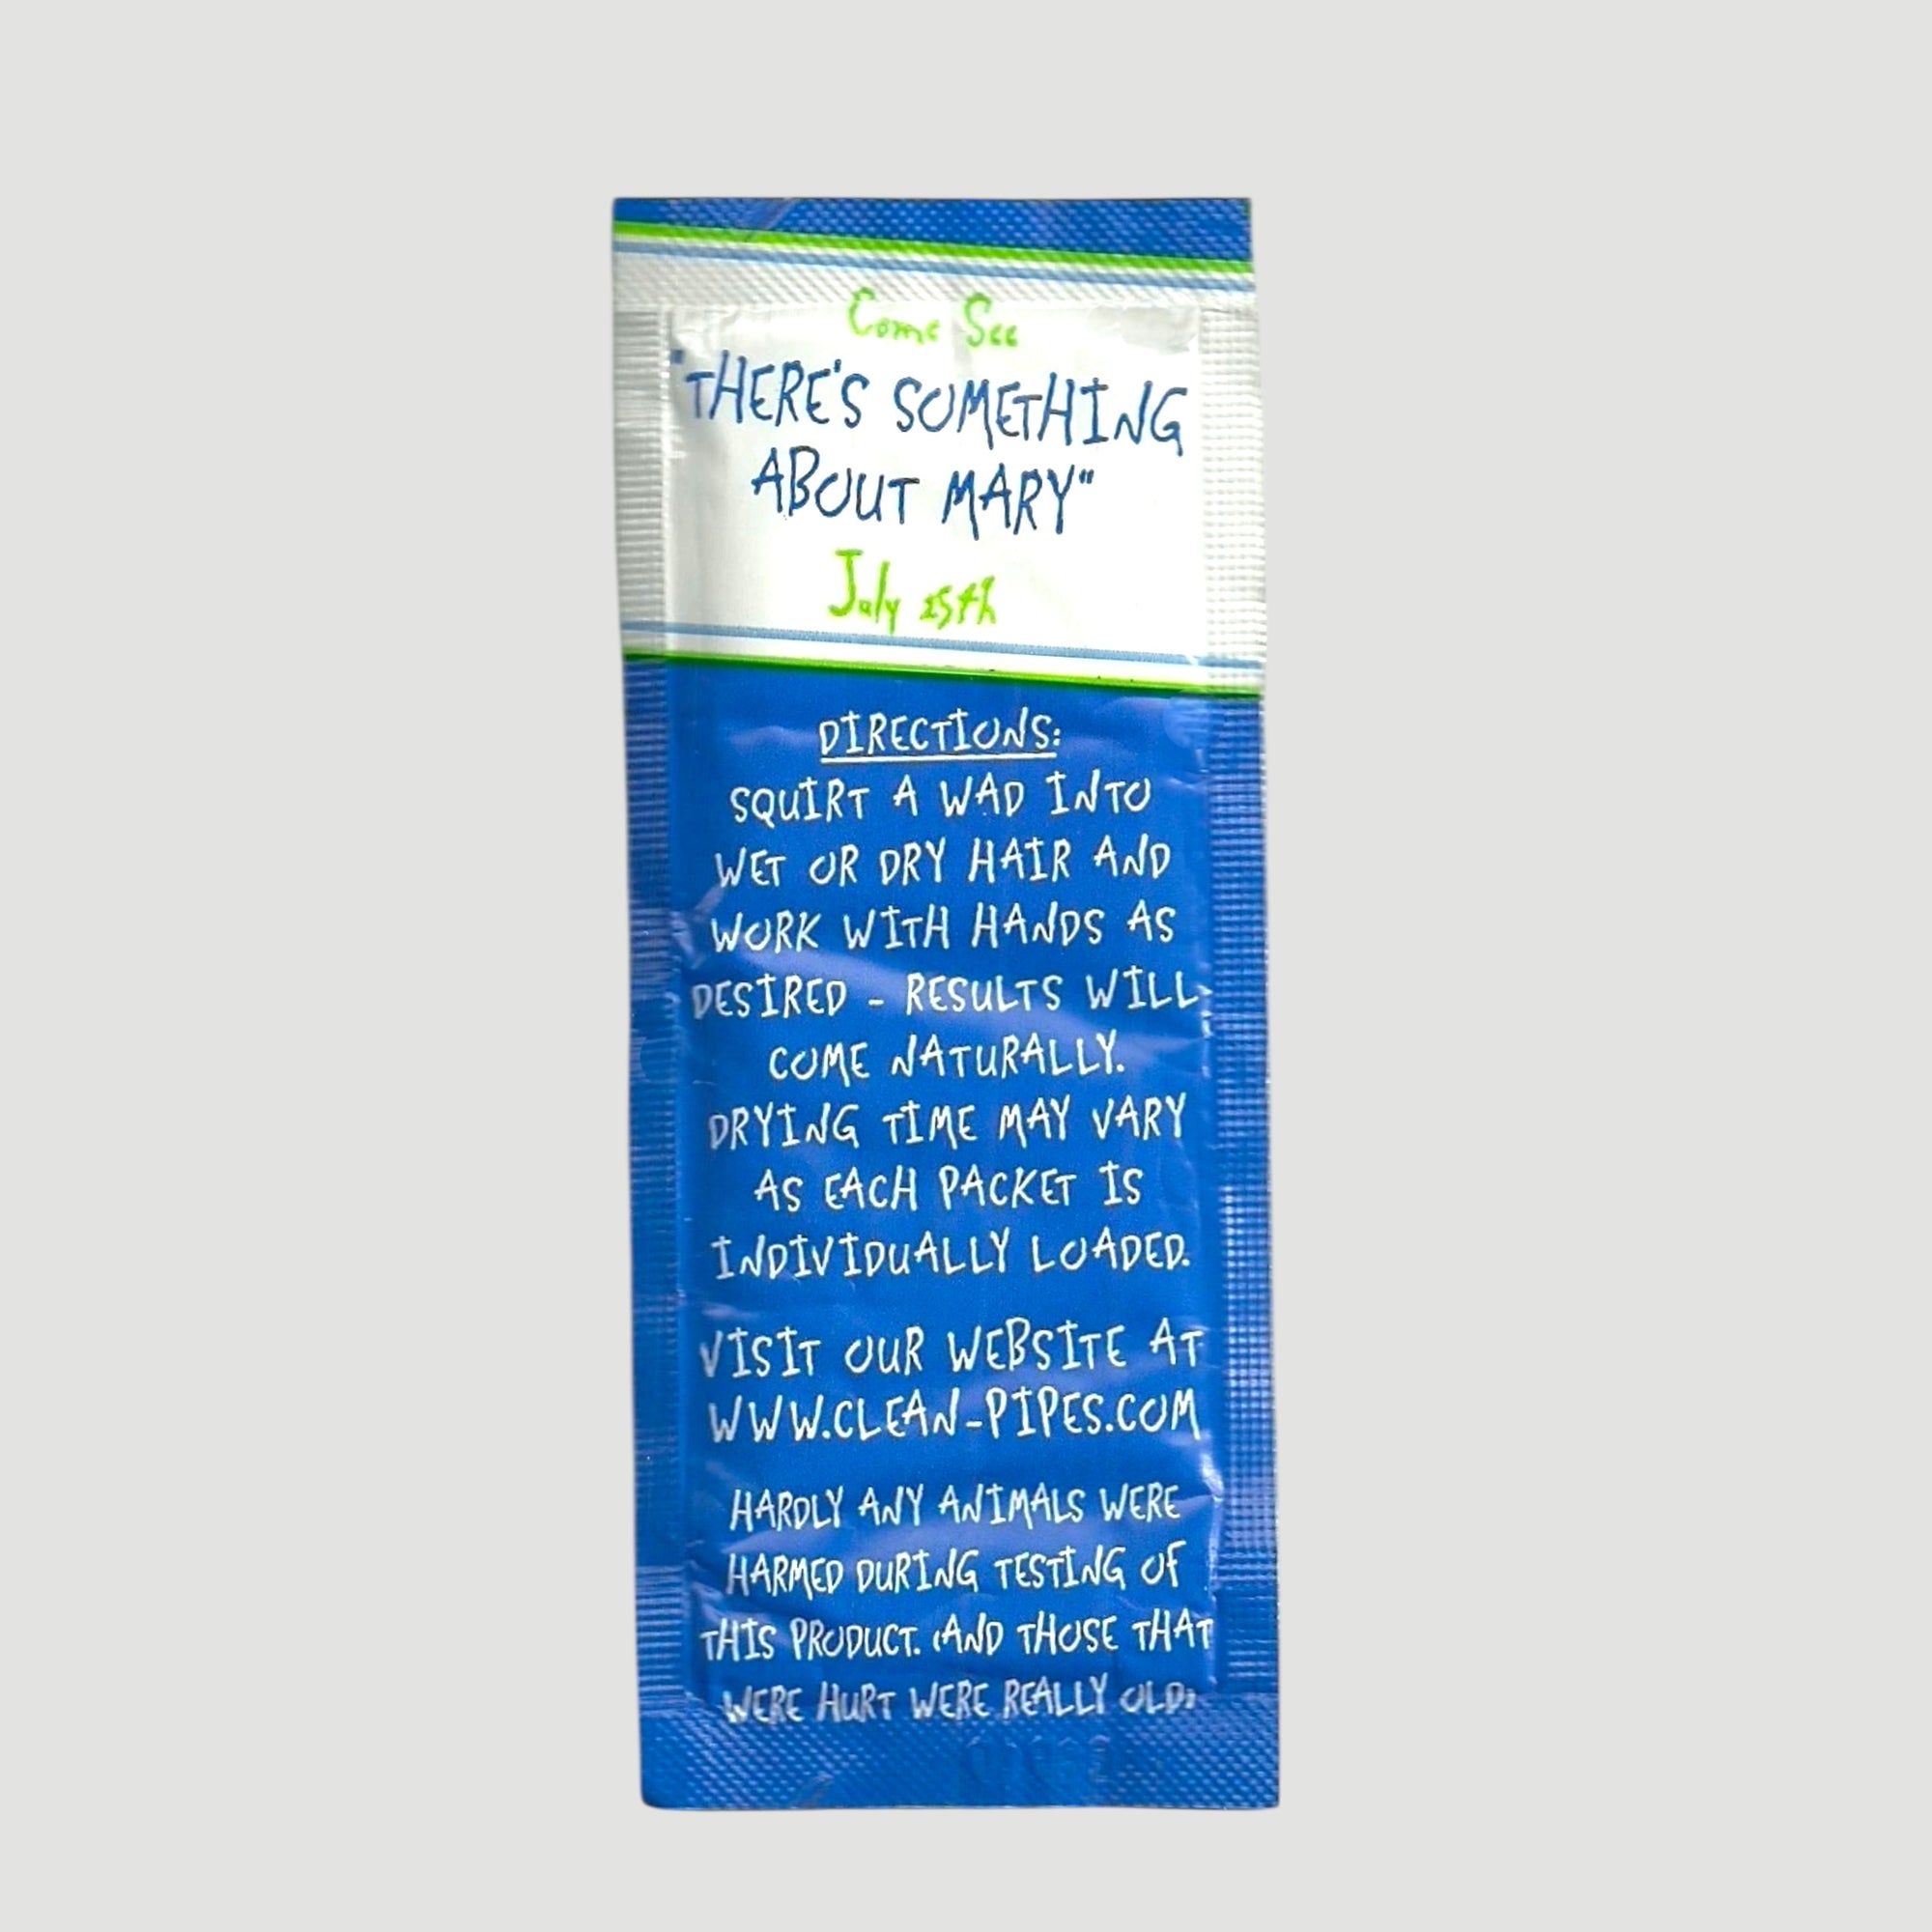 Come See
"THERE'S SOMETHING
ABOUT MARY"
July 15th
DIRECTIONS:
SQUIRT A WAD INTO
WET OR DRY HAIR AND
WORK WITH HANDS AS
DESIRED - RESULTS WILL
COME NATURALLY.
DRYING TIME MAY VARY
AS EACH PACKET IS
INDIVIDUALLY LOADED.
VISIT OUR WEBSITE AT
WWW.CLEAN-PIPES.COM
HARDLY ANY ANIMALS WERE
HARMED DURING TESTING OF
THIS PRODUCT. (AND THOSE THAT
WERE HURT WERE REALLY OLD)